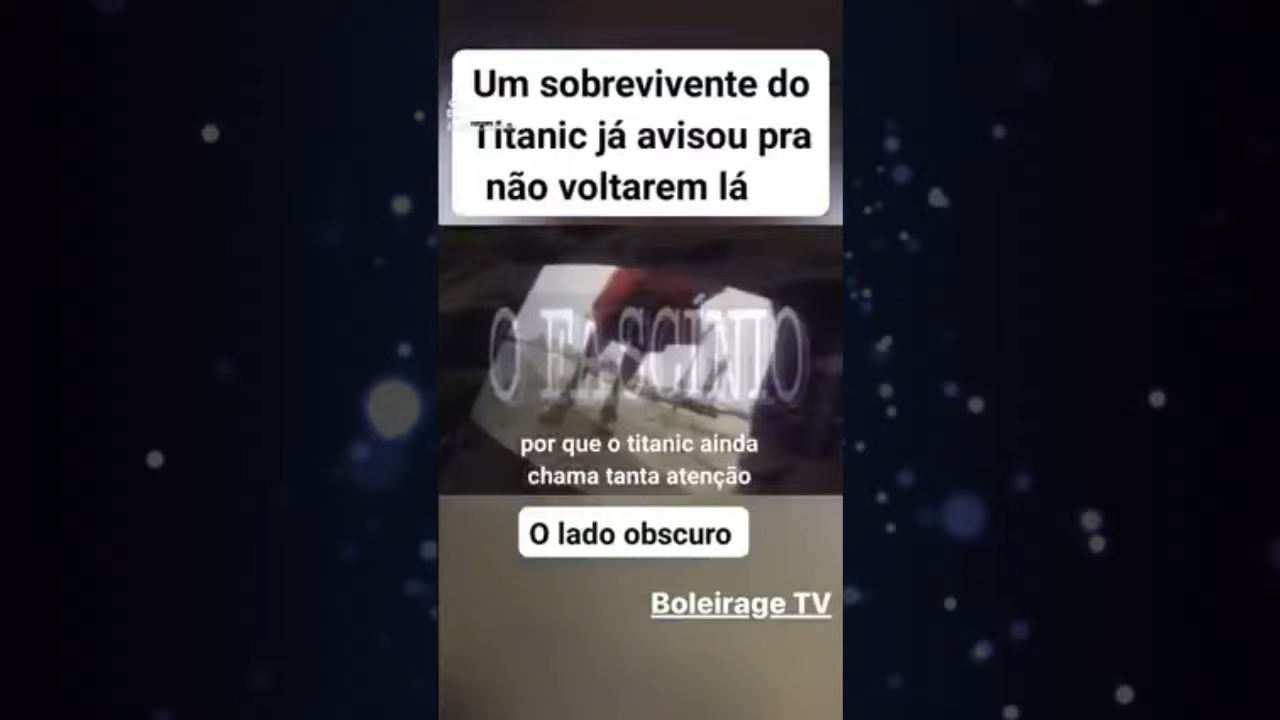 Um sobrevivente do
Titanic já avisou pra
não voltarem lá
O FASCÍNIO
por que o titanic ainda
chama tanta atenção
O lado obscuro
Boleirage TV